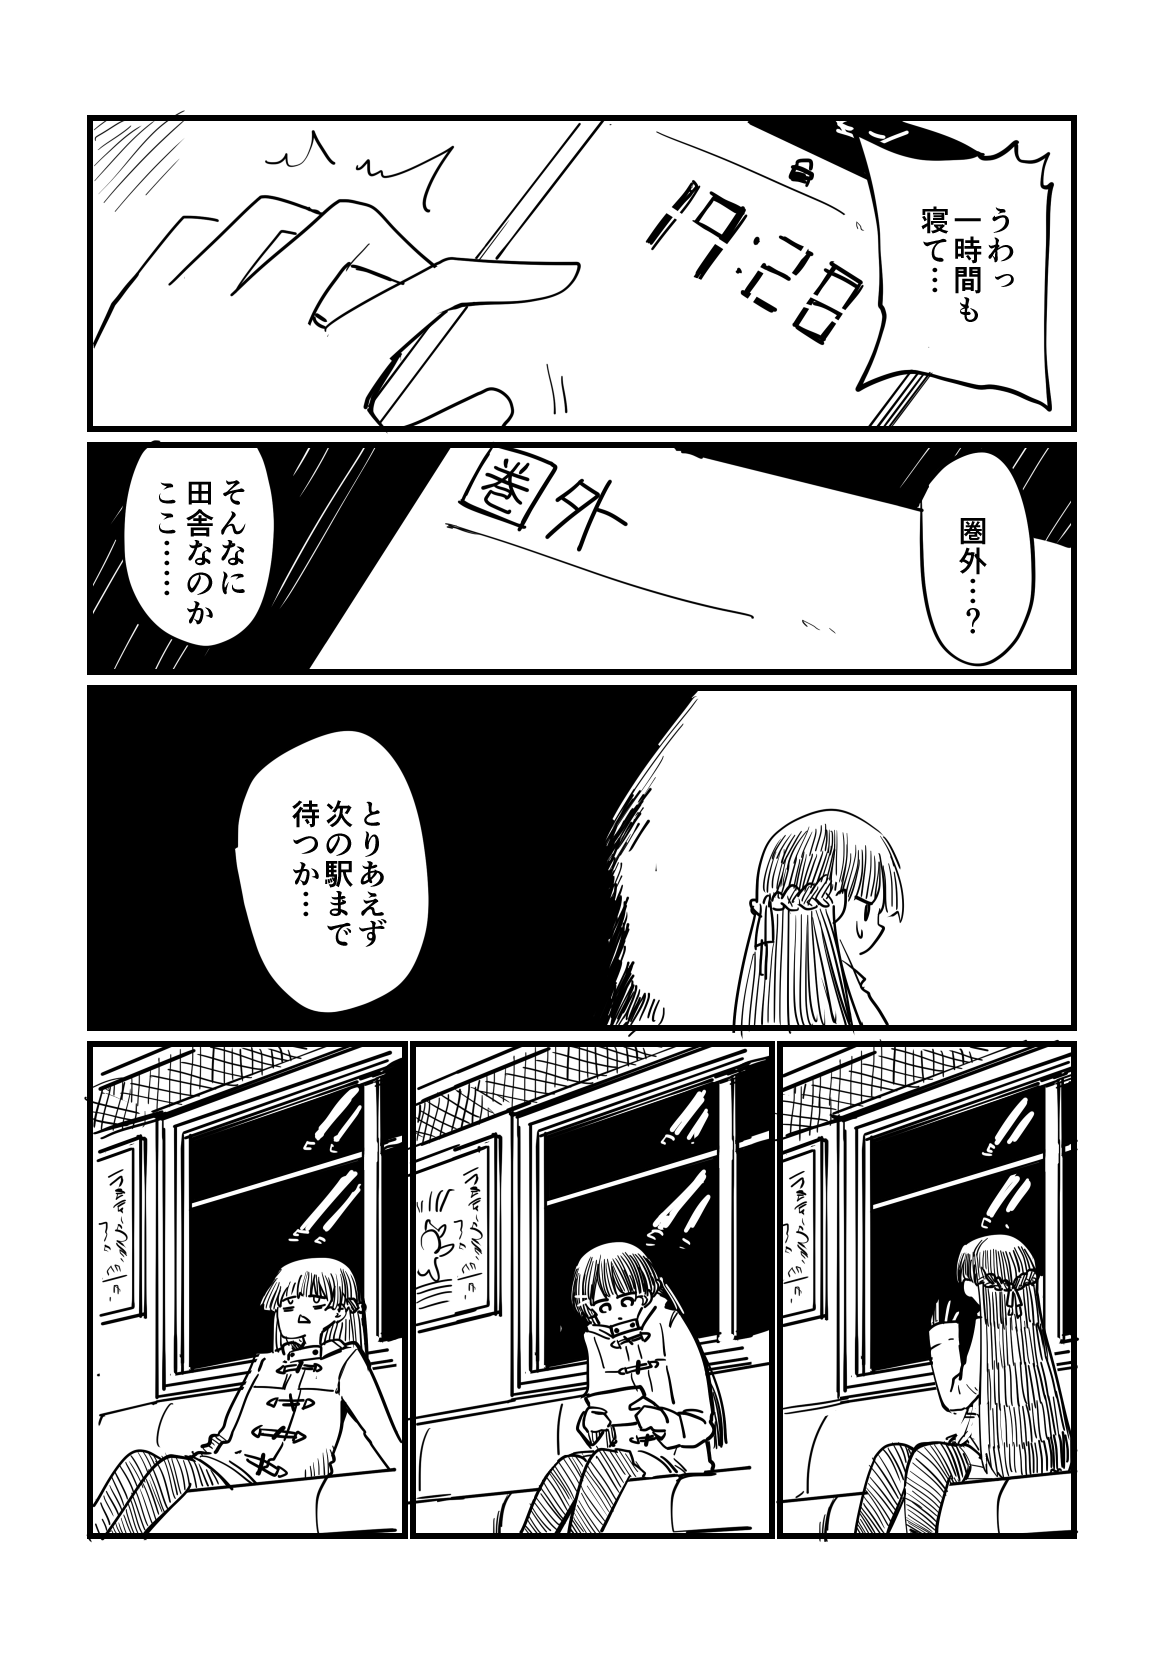 うわっ
一時間も
寝て…
19:28
圏外…?
圏外
そんなに
田舎なのか
ここ……
とりあえず
次の駅まで
待つか…